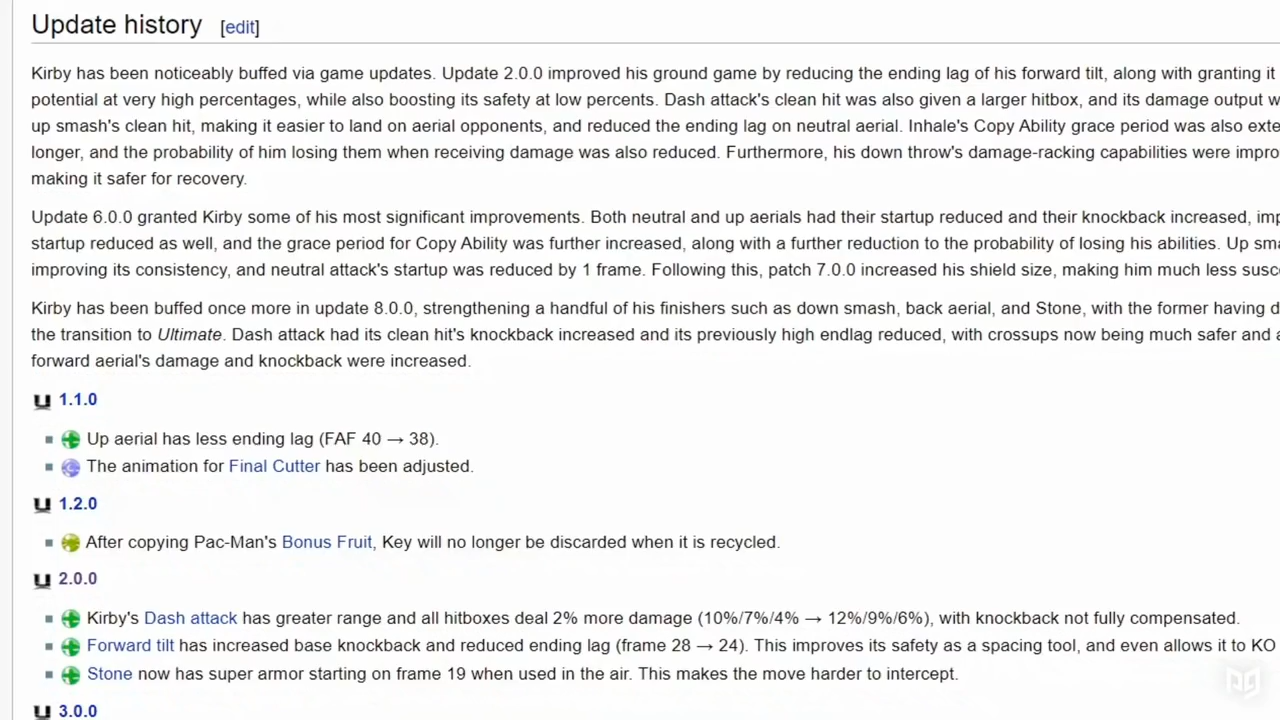 Update history [edit]
Kirby has been noticeably buffed via game updates. Update 2.0.0 improved his ground game by reducing the ending lag of his forward tilt, along with granting it
potential at very high percentages, while also boosting its safety at low percents. Dash attack's clean hit was also given a larger hitbox, and its damage output
up smash's clean hit, making it easier to land on aerial opponents, and reduced the ending lag on neutral aerial. Inhale's Copy Ability grace period was also
longer, and the probability of him losing them when receiving damage was also reduced. Furthermore, his down throw's damage-racking capabilities were
making it safer for recovery.
Update 6.0.0 granted Kirby some of his most significant improvements. Both neutral and up aerials had their startup reduced and their knockback increased,
startup reduced as well, and the grace period for Copy Ability was further increased, along with a further reduction to the probability of losing his abilities. Up
improving its consistency, and neutral attack's startup was reduced by 1 frame. Following this, patch 7.0.0 increased his shield size, making him much less
Kirby has been buffed once more in update 8.0.0, strengthening a handful of his finishers such as down smash, back aerial, and Stone, with the former having
the transition to Ultimate. Dash attack had its clean hit's knockback increased and its previously high endlag reduced, with crossups now being much safer and
forward aerial's damage and knockback were increased.
1.1.0
Up aerial has less ending lag (FAF 40 → 38).
The animation for Final Cutter has been adjusted.
1.2.0
After copying Pac-Man's Bonus Fruit, Key will no longer be discarded when it is recycled.
2.0.0
Kirby's Dash attack has greater range and all hitboxes deal 2% more damage (10%/7%/4% → 12%/9%/6%), with knockback not fully compensated.
Forward tilt has increased base knockback and reduced ending lag (frame 28 → 24). This improves its safety as a spacing tool, and even allows it to KO
Stone now has super armor starting on frame 19 when used in the air. This makes the move harder to intercept.
3.0.0